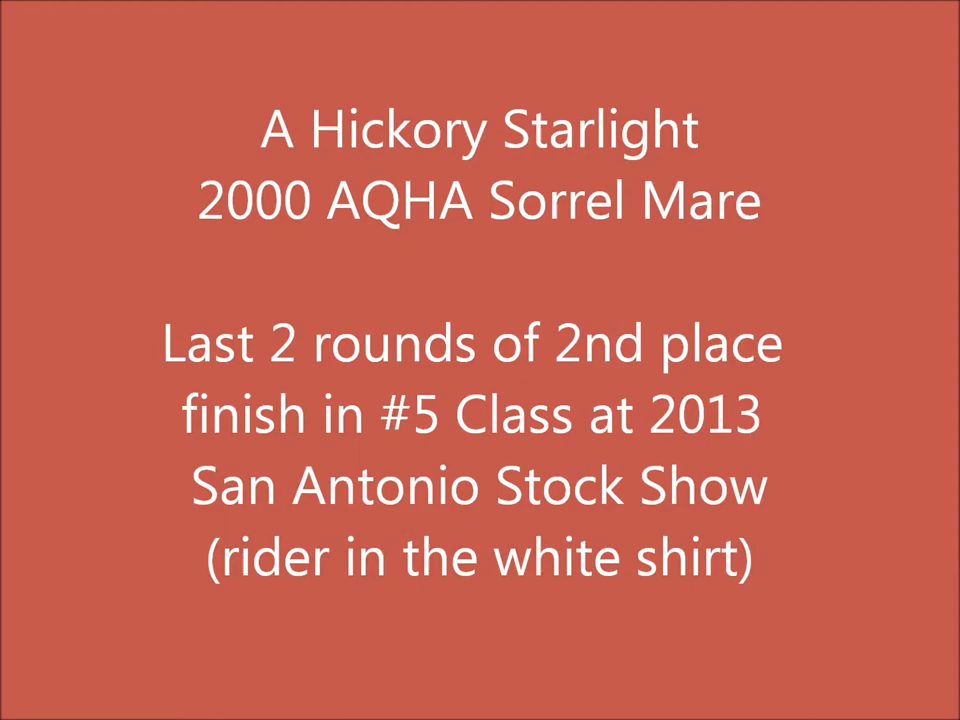 A Hickory Starlight
2000 AQHA Sorrel Mare
Last 2 rounds of 2nd place
finish in #5 Class at 2013
San Antonio Stock Show
(rider in the white shirt)